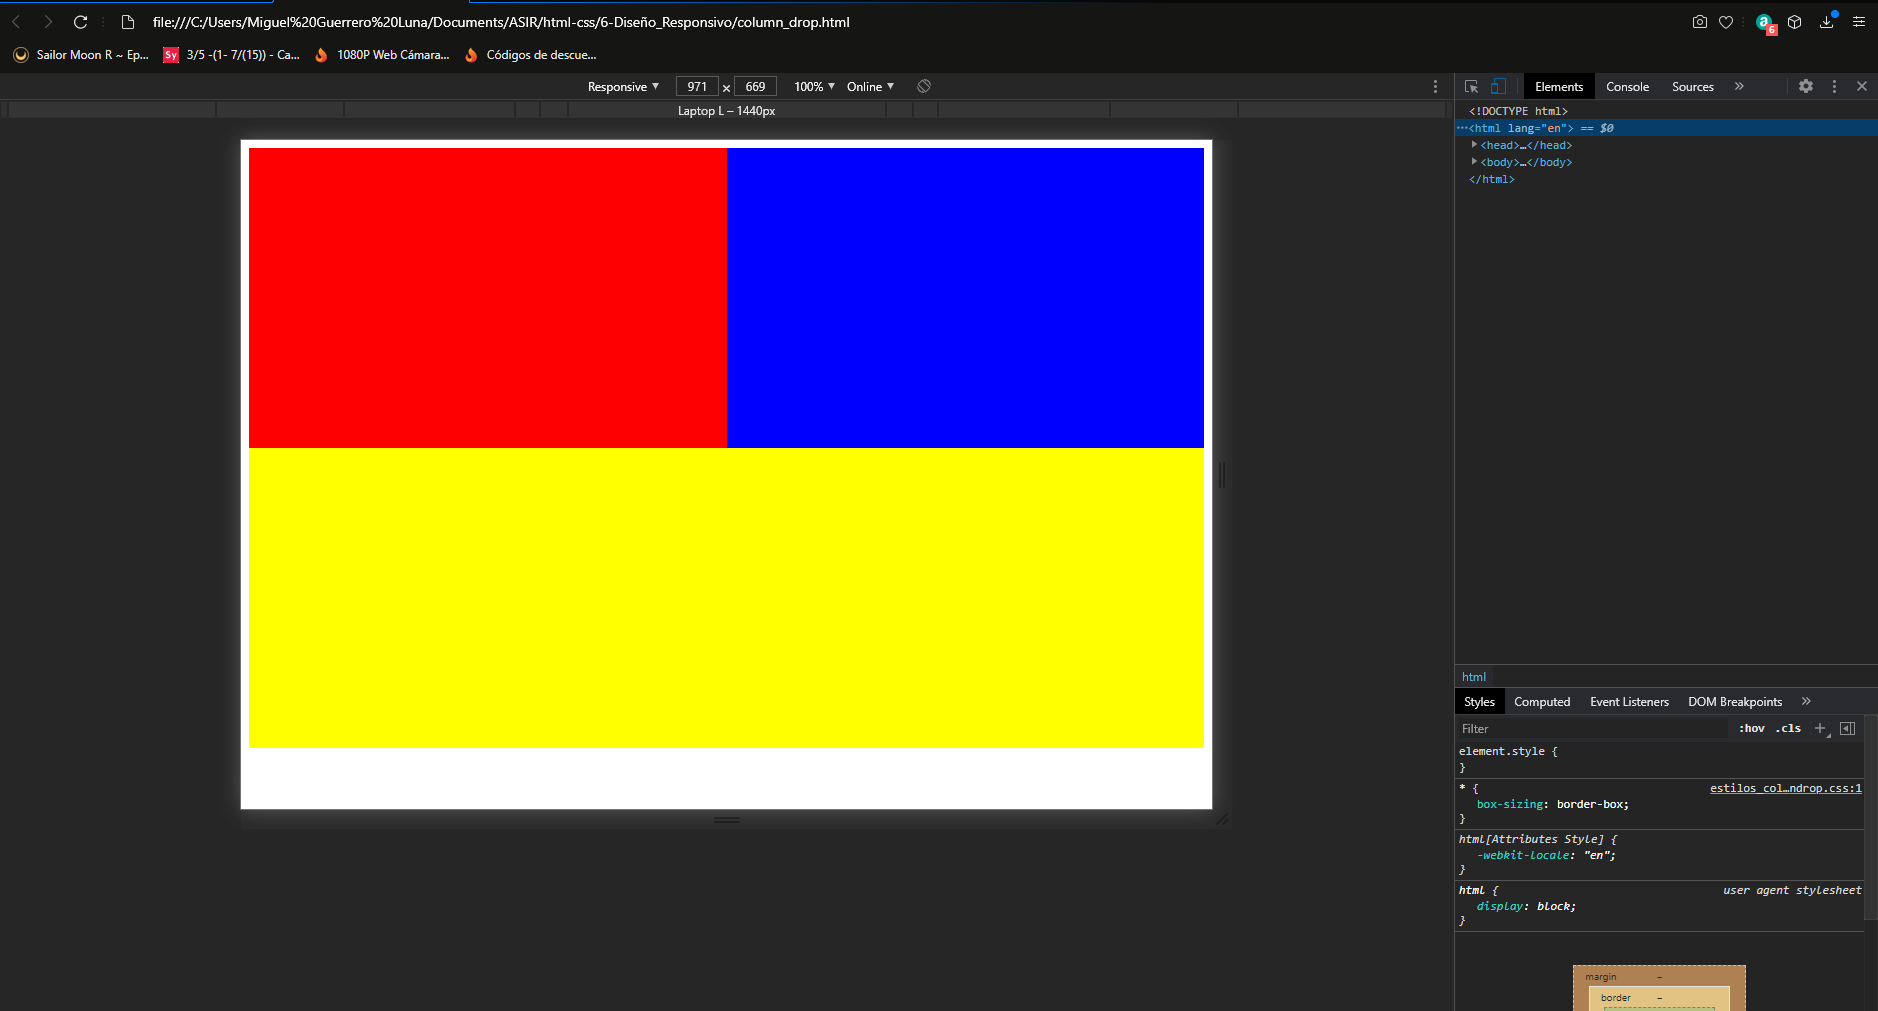 file:///C:/Users/Miguel%20Guerrero%20Luna/Documents/ASIR/html-css/6-Diseño_Responsivo/column_drop.html
6
Sailor Moon R ~ Ep...
Sy 3/5 -(1- 7/(15)) - Ca...
1080P Web Cámara...
Códigos de descue...
Responsive ▼ 971 × 669 100% ▼ Online ▼
Laptop L – 1440px
Elements Console Sources »
<!DOCTYPE html>
···<html lang="en"> == $0
▶<head>…</head>
▶<body>…</body>
</html>
html
Styles Computed Event Listeners DOM Breakpoints »
Filter :hov .cls +
element.style {
}
* { estilos_col…ndrop.css:1
box-sizing: border-box;
}
html[Attributes Style] {
-webkit-locale: "en";
}
html { user agent stylesheet
display: block;
}
margin –
border –